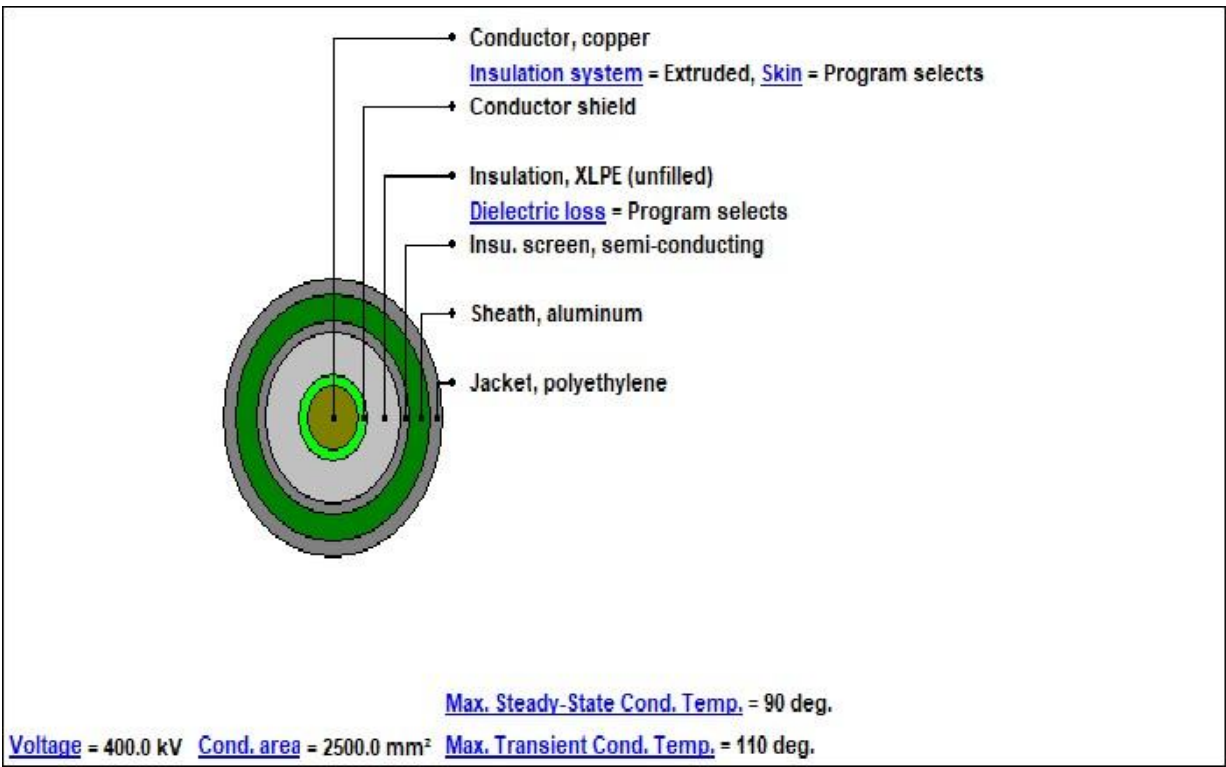 Conductor, copper
Insulation system = Extruded, Skin = Program selects
Conductor shield
Insulation, XLPE (unfilled)
Dielectric loss = Program selects
Insu. screen, semi-conducting
Sheath, aluminum
Jacket, polyethylene
Max. Steady-State Cond. Temp. = 90 deg.
Voltage = 400.0 kV Cond. area = 2500.0 mm² Max. Transient Cond. Temp. = 110 deg.